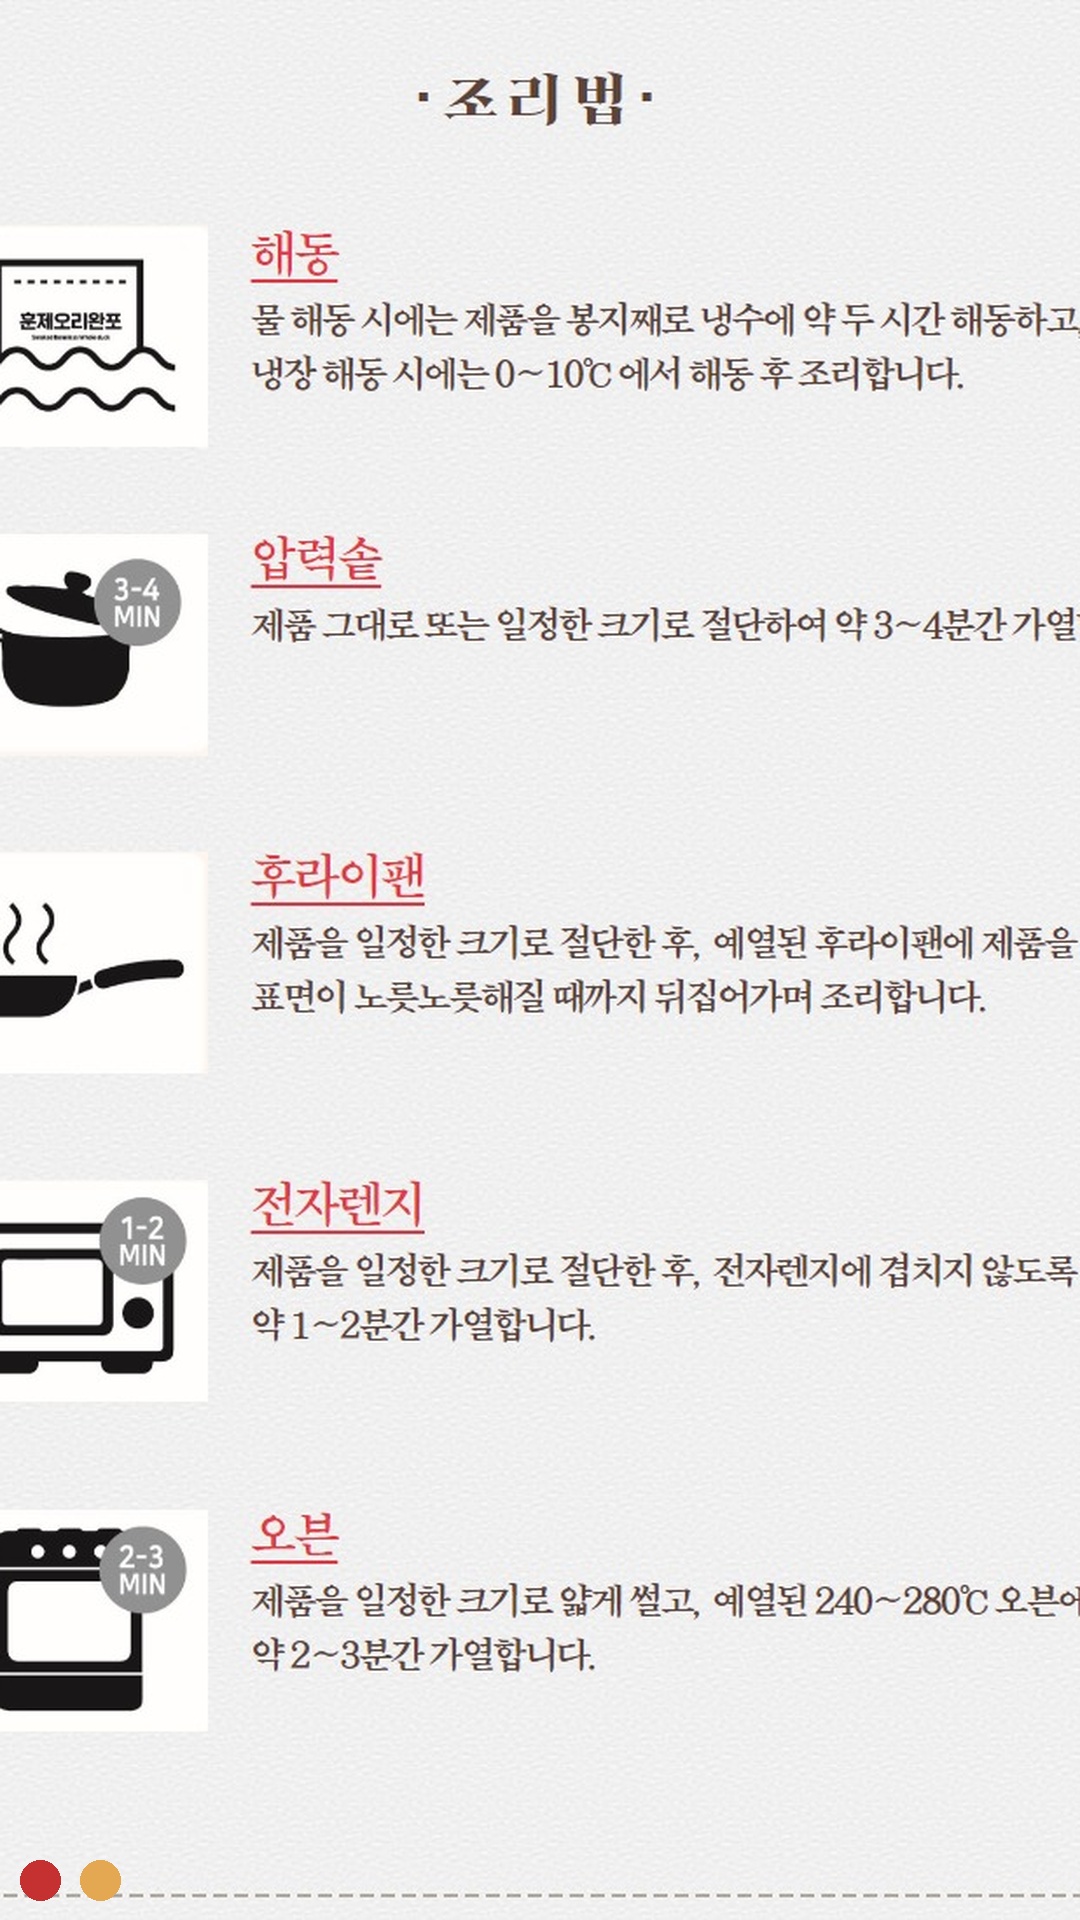 ·조리법·
해동
훈제오리완포
물 해동 시에는 제품을 봉지째로 냉수에 약 두 시간 해동하고,
냉장 해동 시에는 0~10℃ 에서 해동 후 조리합니다.
압력솥
3-4
MIN
제품 그대로 또는 일정한 크기로 절단하여 약 3~4분간 가열
후라이팬
제품을 일정한 크기로 절단한 후, 예열된 후라이팬에 제품을
표면이 노릇노릇해질 때까지 뒤집어가며 조리합니다.
전자렌지
1-2
MIN
제품을 일정한 크기로 절단한 후, 전자렌지에 겹치지 않도록
약 1~2분간 가열합니다.
오븐
2-3
MIN
제품을 일정한 크기로 얇게 썰고, 예열된 240~280℃ 오븐에
약 2~3분간 가열합니다.